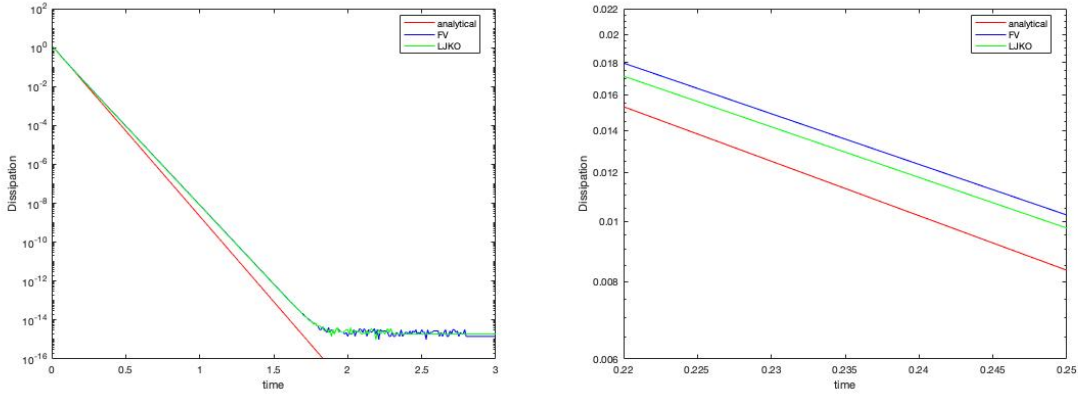 10^2
10^0
10^-2
10^-4
10^-6
10^-8
10^-10
10^-12
10^-14
10^-16
Dissipation
0 0.5 1 1.5 2 2.5 3
time
analytical
FV
LJKO
0.022
0.02
0.018
0.016
0.014
0.012
0.01
0.008
0.006
Dissipation
0.22 0.225 0.23 0.235 0.24 0.245 0.25
time
analytical
FV
LJKO